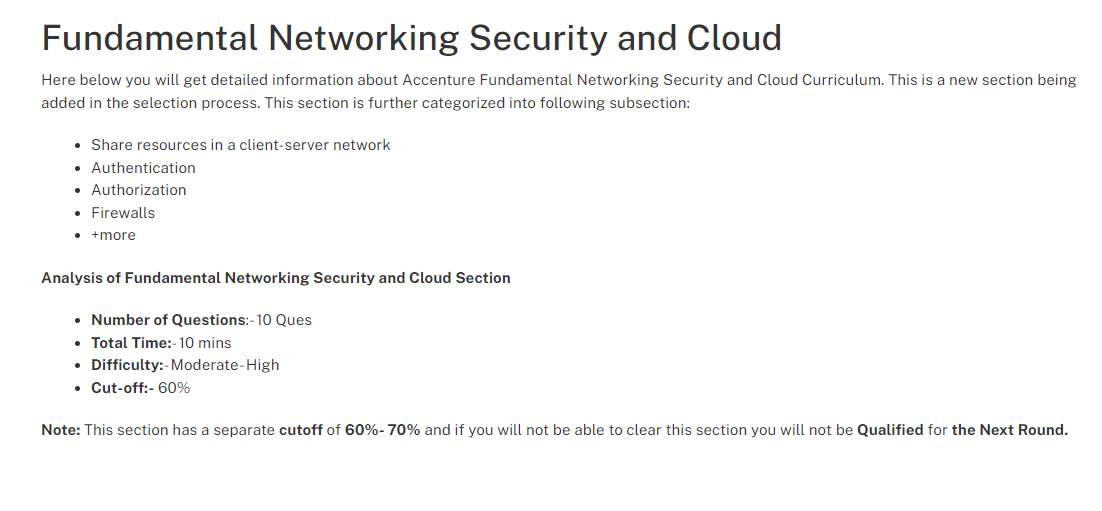 Fundamental Networking Security and Cloud
Here below you will get detailed information about Accenture Fundamental Networking Security and Cloud Curriculum. This is a new section being
added in the selection process. This section is further categorized into following subsection:
• Share resources in a client-server network
• Authentication
• Authorization
• Firewalls
• +more
Analysis of Fundamental Networking Security and Cloud Section
• Number of Questions:- 10 Ques
• Total Time:- 10 mins
• Difficulty:- Moderate- High
• Cut-off:- 60%
Note: This section has a separate cutoff of 60%- 70% and if you will not be able to clear this section you will not be Qualified for the Next Round.